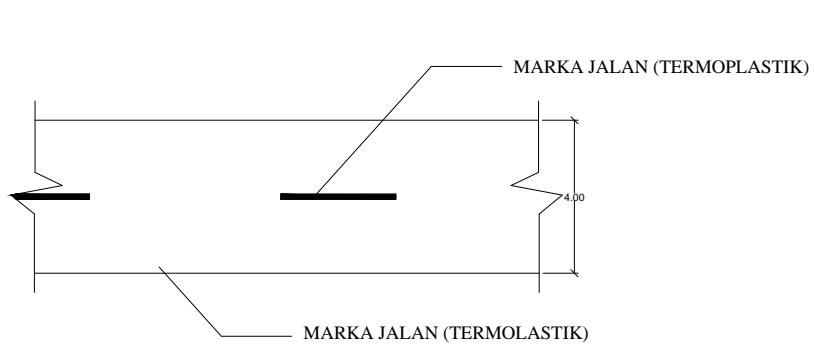 MARKA JALAN (TERMOPLASTIK)
4.00
MARKA JALAN (TERMOLASTIK)